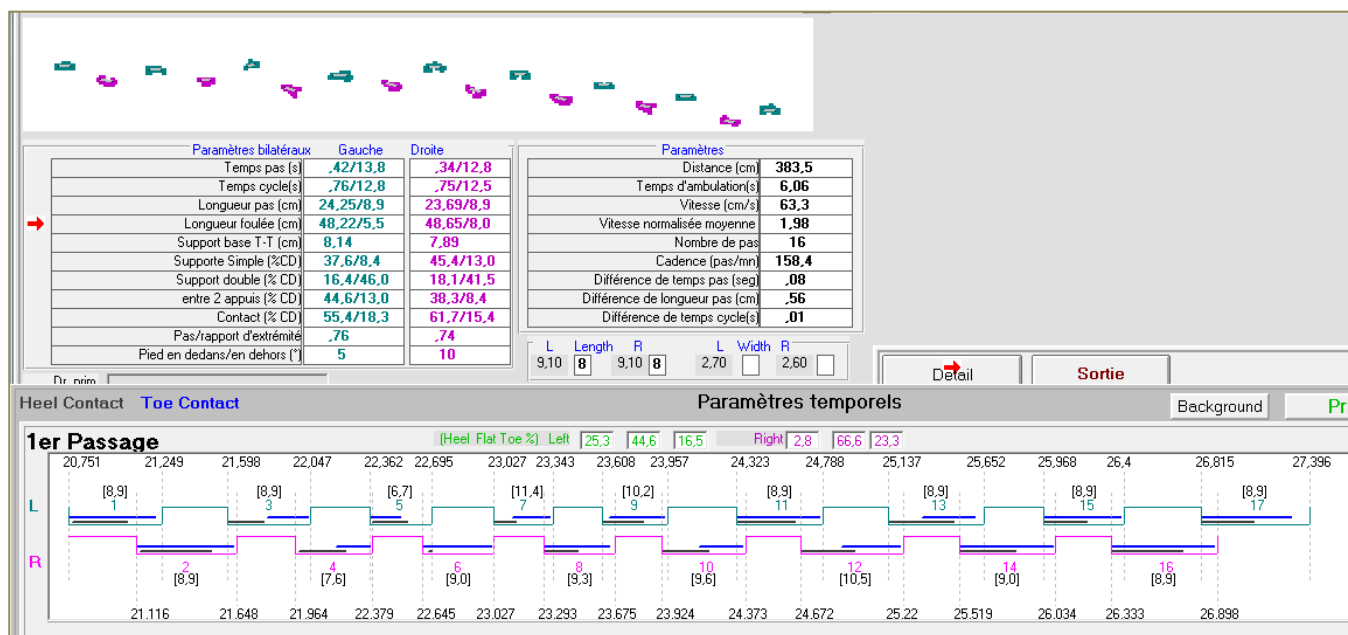 Paramètres bilatéraux Gauche Droite
Temps pas (s) ,42/13,8 ,34/12,8
Temps cycle(s) ,76/12,8 ,75/12,5
Longueur pas (cm) 24,25/8,9 23,69/8,9
Longueur foulée (cm) 48,22/5,5 48,65/8,0
Support base T-T (cm) 8,14 7,89
Supporte Simple (%CD) 37,6/8,4 45,4/13,0
Support double (% CD) 16,4/46,0 18,1/41,5
entre 2 appuis (% CD) 44,6/13,0 38,3/8,4
Contact (% CD) 55,4/18,3 61,7/15,4
Pas/rapport d'extrémité ,76 ,74
Pied en dedans/en dehors (°) 5 10
Dr. prim
Paramètres
Distance (cm) 383,5
Temps d'ambulation(s) 6,06
Vitesse (cm/s) 63,3
Vitesse normalisée moyenne 1,98
Nombre de pas 16
Cadence (pas/mn) 158,4
Différence de temps pas (seg) ,08
Différence de longueur pas (cm) ,56
Différence de temps cycle(s) ,01
L Length R L Width R
9,10 8 9,10 8 2,70 2,60
Détail Sortie
Heel Contact Toe Contact Paramètres temporels Background Pr
1er Passage (Heel Flat Toe %) Left 25,3 44,6 16,5 Right 2,8 66,6 23,3
20,751 21,249 21,598 22,047 22,362 22,695 23,027 23,343 23,608 23,957 24,323 24,788 25,137 25,652 25,968 26,4 26,815 27,396
[8,9] [8,9] [6,7] [11,4] [10,2] [8,9] [8,9] [8,9] [8,9]
L 1 3 5 7 9 11 13 15 17
R 2 4 6 8 10 12 14 16
[8,9] [7,6] [9,0] [9,3] [9,6] [10,5] [9,0] [8,9]
21.116 21.648 21.964 22.379 22.645 23.027 23.293 23.675 23.924 24.373 24.672 25.22 25.519 26.034 26.333 26.898